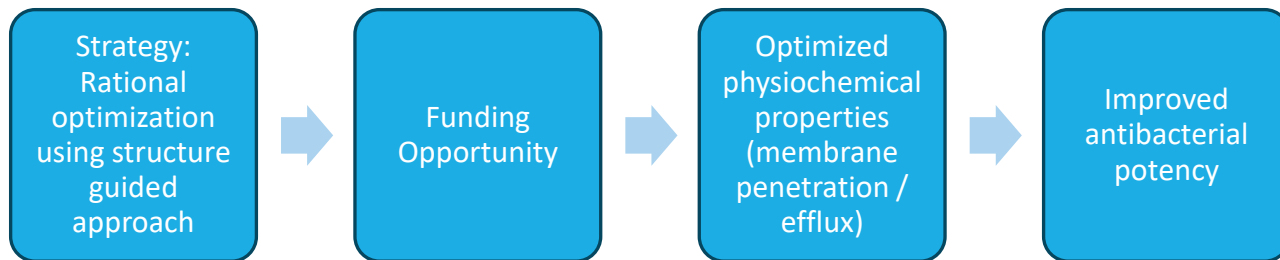 Strategy:
Rational
optimization
using structure
guided
approach
Funding
Opportunity
Optimized
physiochemical
properties
(membrane
penetration /
efflux)
Improved
antibacterial
potency